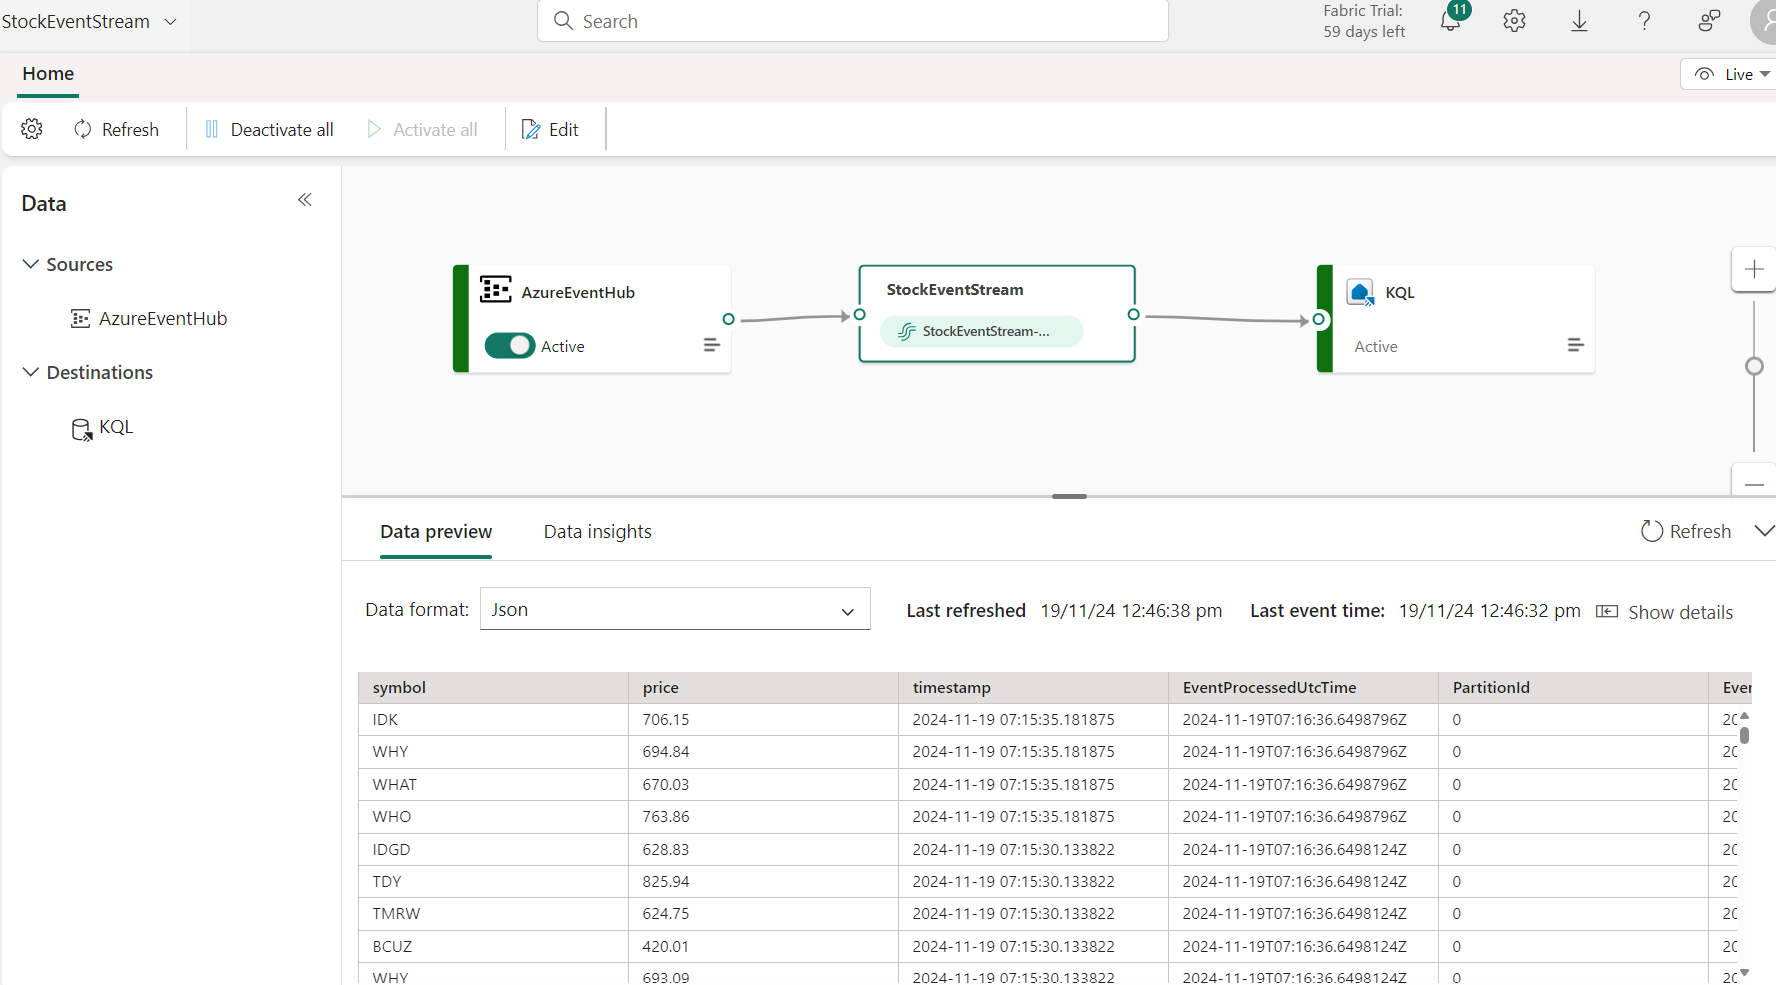 StockEventStream
Search
Fabric Trial:
59 days left
11
Home
Live
Refresh
Deactivate all
Activate all
Edit
Data
Sources
AzureEventHub
Destinations
KQL
AzureEventHub
Active
StockEventStream
StockEventStream-...
KQL
Active
Data preview
Data insights
Refresh
Data format: Json
Last refreshed 19/11/24 12:46:38 pm Last event time: 19/11/24 12:46:32 pm Show details
symbol price timestamp EventProcessedUtcTime PartitionId Ever
IDK 706.15 2024-11-19 07:15:35.181875 2024-11-19T07:16:36.6498796Z 0 20
WHY 694.84 2024-11-19 07:15:35.181875 2024-11-19T07:16:36.6498796Z 0 20
WHAT 670.03 2024-11-19 07:15:35.181875 2024-11-19T07:16:36.6498796Z 0 20
WHO 763.86 2024-11-19 07:15:35.181875 2024-11-19T07:16:36.6498796Z 0 20
IDGD 628.83 2024-11-19 07:15:30.133822 2024-11-19T07:16:36.6498124Z 0 20
TDY 825.94 2024-11-19 07:15:30.133822 2024-11-19T07:16:36.6498124Z 0 20
TMRW 624.75 2024-11-19 07:15:30.133822 2024-11-19T07:16:36.6498124Z 0 20
BCUZ 420.01 2024-11-19 07:15:30.133822 2024-11-19T07:16:36.6498124Z 0 20
WHY 693.09 2024-11-19 07:15:30.133822 2024-11-19T07:16:36.6498124Z 0 20